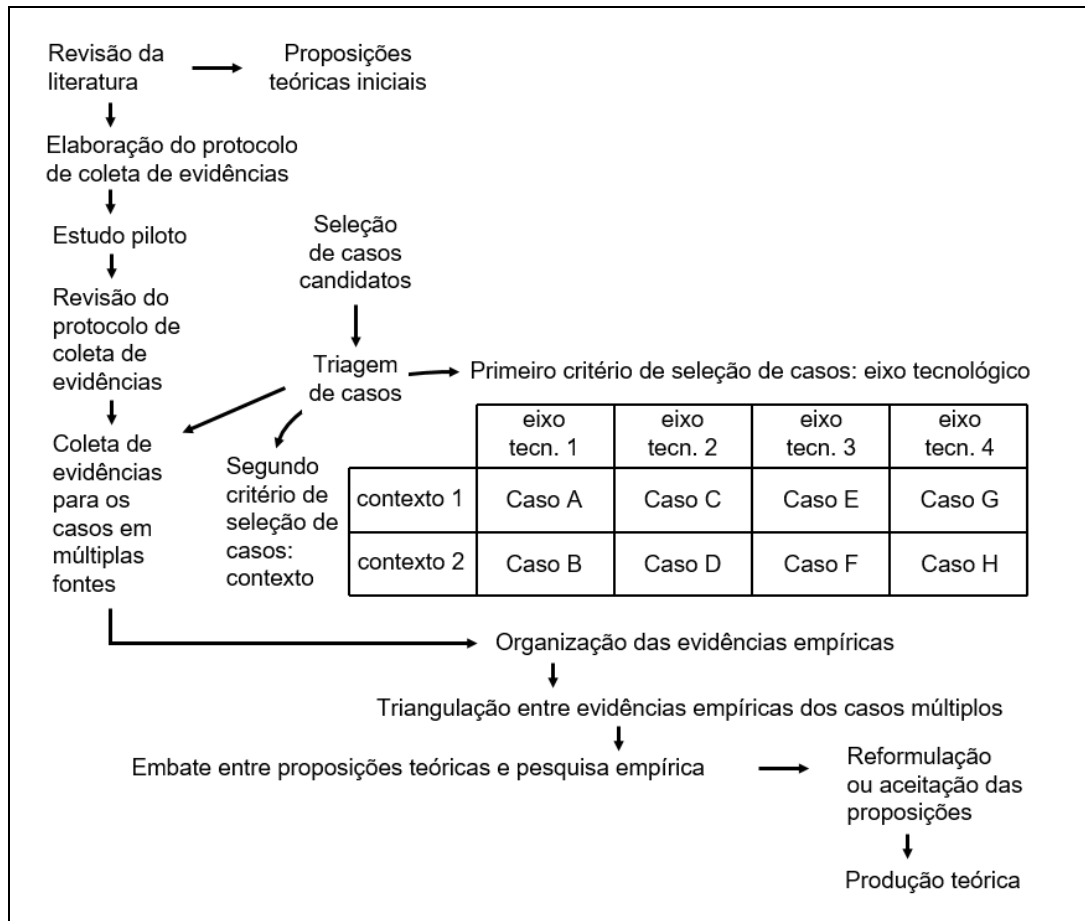 Revisão da
literatura
Proposições
teóricas iniciais
Elaboração do protocolo
de coleta de evidências
Estudo piloto
Seleção
de casos
candidatos
Revisão do
protocolo de
coleta de
evidências
Triagem
de casos
Primeiro critério de seleção de casos: eixo tecnológico
Coleta de
evidências
para os
casos em
múltiplas
fontes
Segundo
critério de
seleção de
casos:
contexto
eixo
tecn. 1
eixo
tecn. 2
eixo
tecn. 3
eixo
tecn. 4
contexto 1
Caso A
Caso C
Caso E
Caso G
contexto 2
Caso B
Caso D
Caso F
Caso H
Organização das evidências empíricas
Triangulação entre evidências empíricas dos casos múltiplos
Embate entre proposições teóricas e pesquisa empírica
Reformulação
ou aceitação das
proposições
Produção teórica